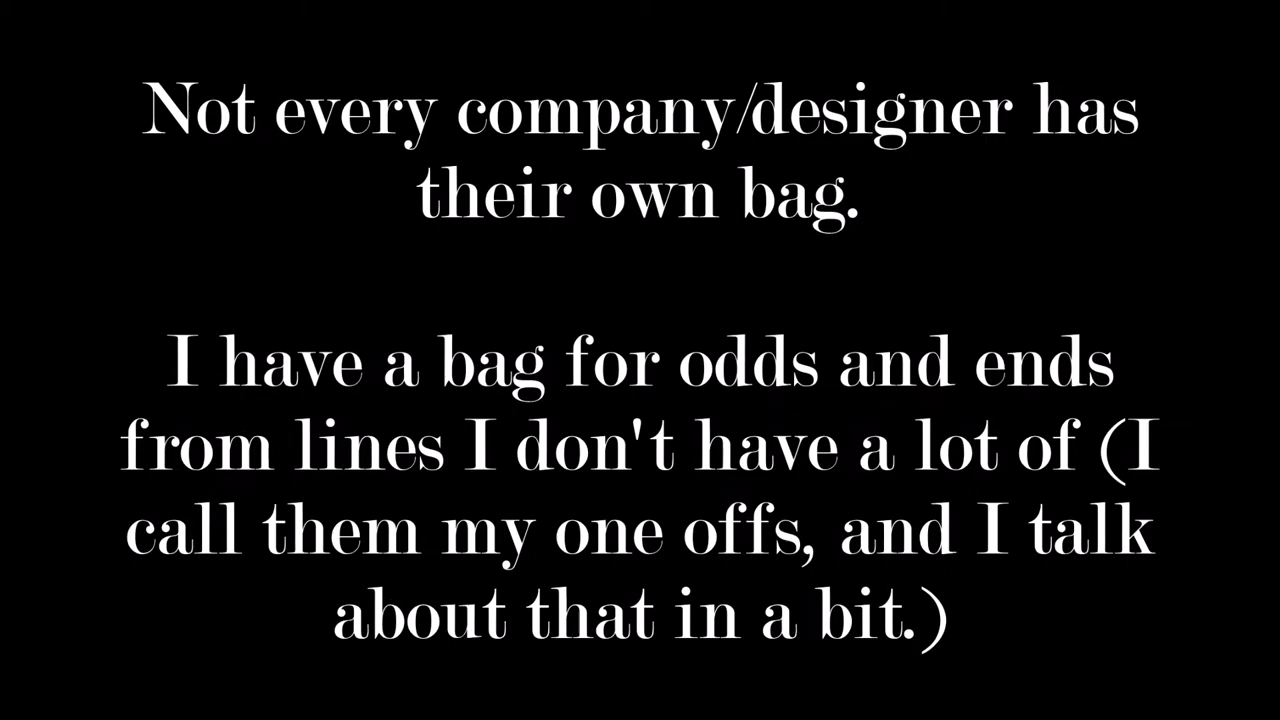 Not every company/designer has
their own bag.
I have a bag for odds and ends
from lines I don't have a lot of (I
call them my one offs, and I talk
about that in a bit.)